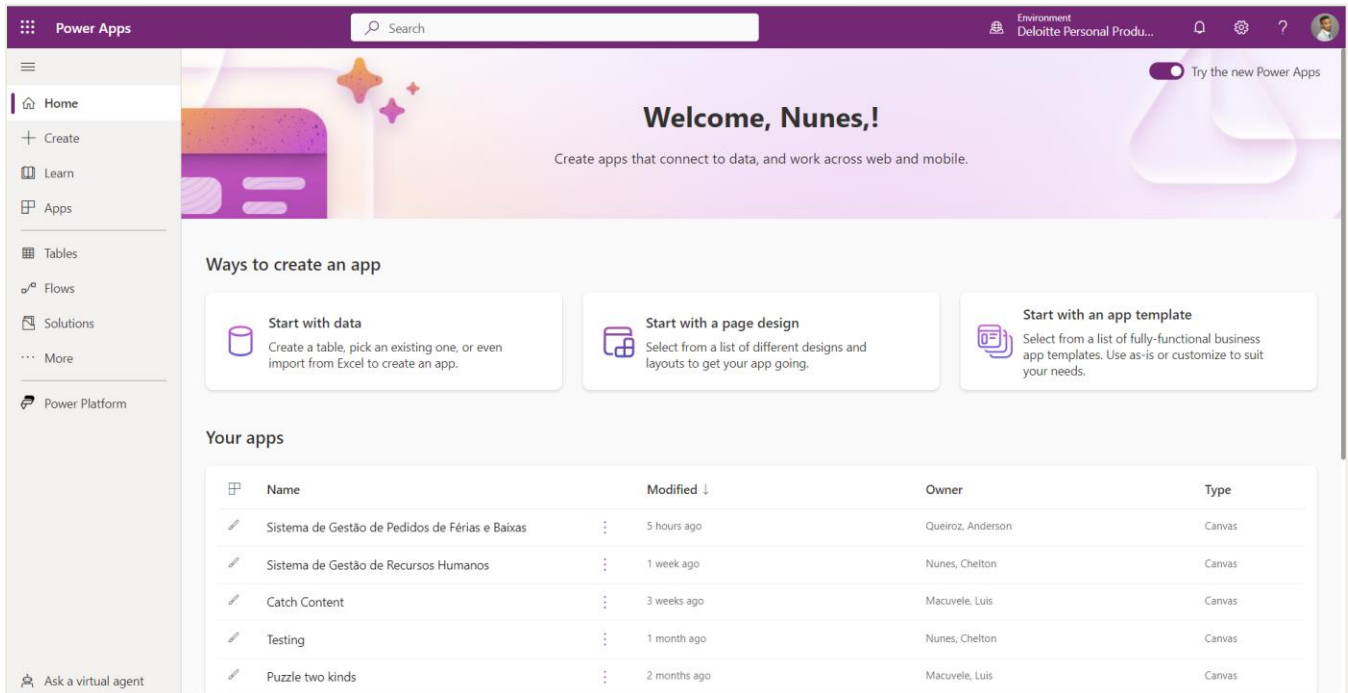 Power Apps
Search
Environment
Deloitte Personal Produ...
?
Try the new Power Apps
Home
Create
Learn
Apps
Tables
Flows
Solutions
More
Power Platform
Ask a virtual agent
Welcome, Nunes,!
Create apps that connect to data, and work across web and mobile.
Ways to create an app
Start with data
Create a table, pick an existing one, or even
import from Excel to create an app.
Start with a page design
Select from a list of different designs and
layouts to get your app going.
Start with an app template
Select from a list of fully-functional business
app templates. Use as-is or customize to suit
your needs.
Your apps
Name Modified ↓ Owner Type
Sistema de Gestão de Pedidos de Férias e Baixas 5 hours ago Queiroz, Anderson Canvas
Sistema de Gestão de Recursos Humanos 1 week ago Nunes, Chelton Canvas
Catch Content 3 weeks ago Macuvele, Luis Canvas
Testing 1 month ago Nunes, Chelton Canvas
Puzzle two kinds 2 months ago Macuvele, Luis Canvas